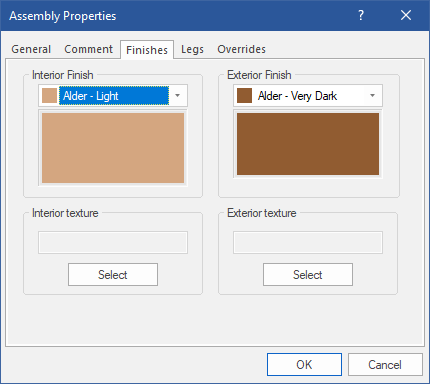 Assembly Properties
General Comment Finishes Legs Overrides
Interior Finish Exterior Finish
Alder - Light Alder - Very Dark
Interior texture Exterior texture
Select Select
OK Cancel